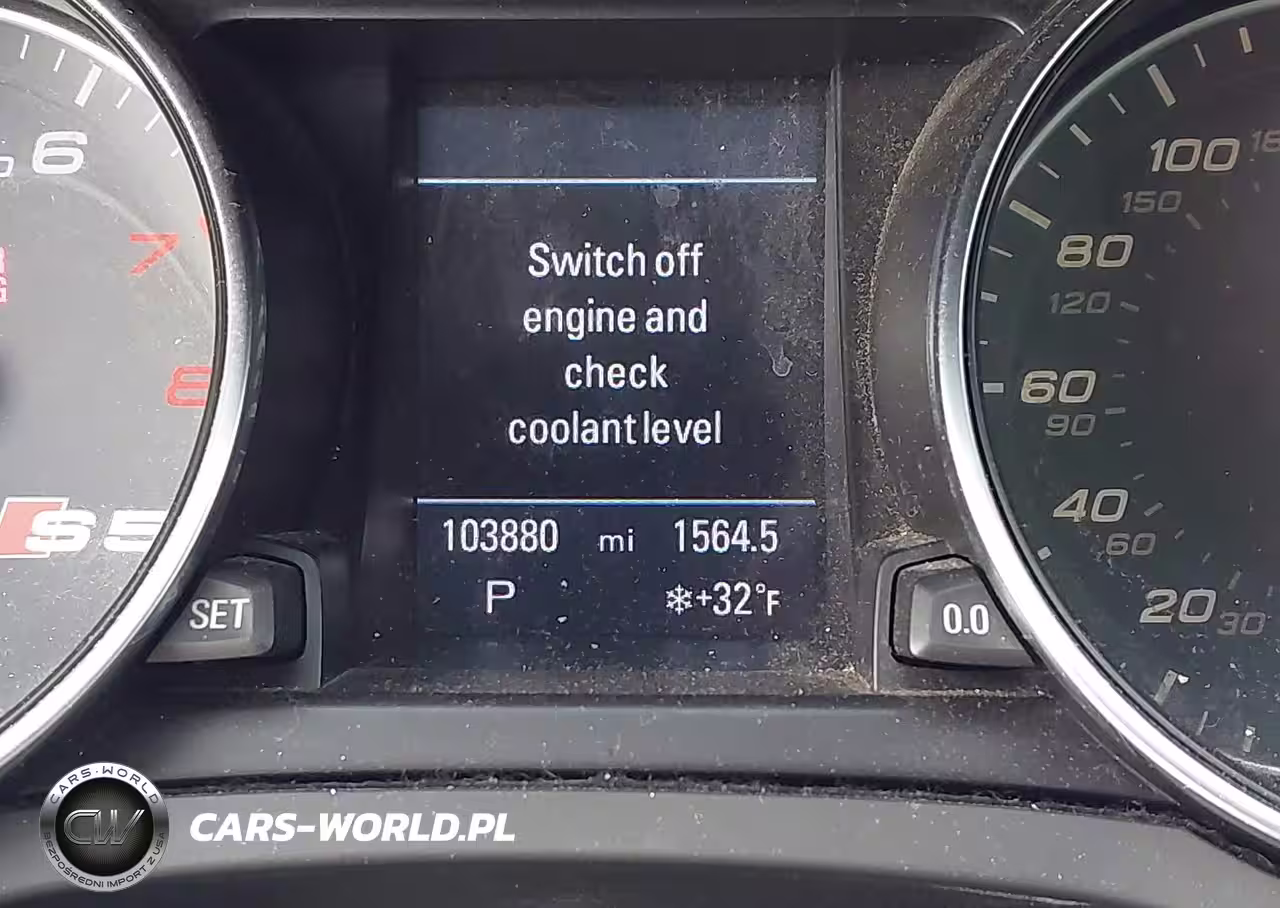 6
7
8
S5
SET
Switch off
engine and
check
coolant level
103880 mi 1564.5
P ❄+32°F
0.0
100
150
80
120
60
90
40
60
20
30
CARS-WORLD
CW
BEZPOŚREDNI IMPORT Z USA
CARS-WORLD.PL